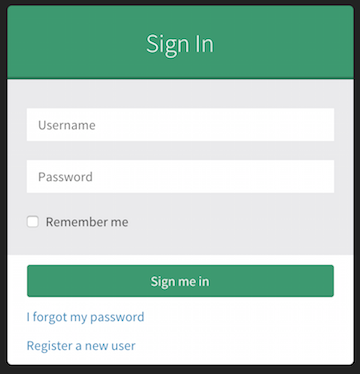 Sign In
Username
Password
Remember me
Sign me in
I forgot my password
Register a new user